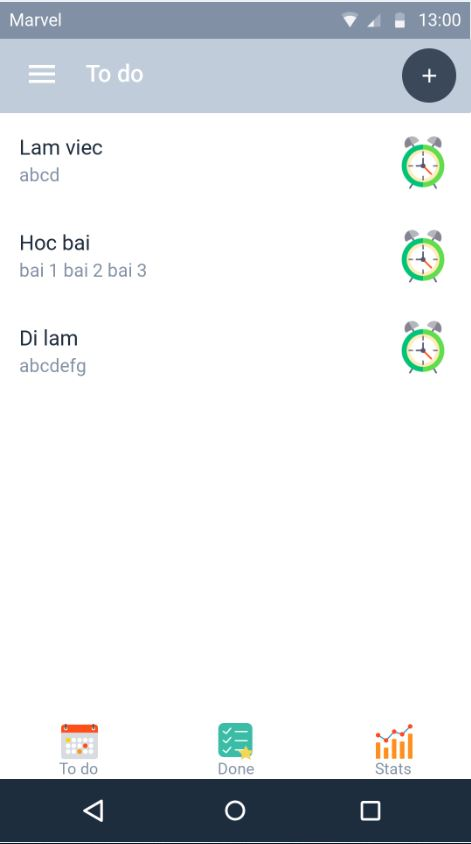 Marvel 13:00
To do +
Lam viec
abcd
Hoc bai
bai 1 bai 2 bai 3
Di lam
abcdefg
To do Done Stats